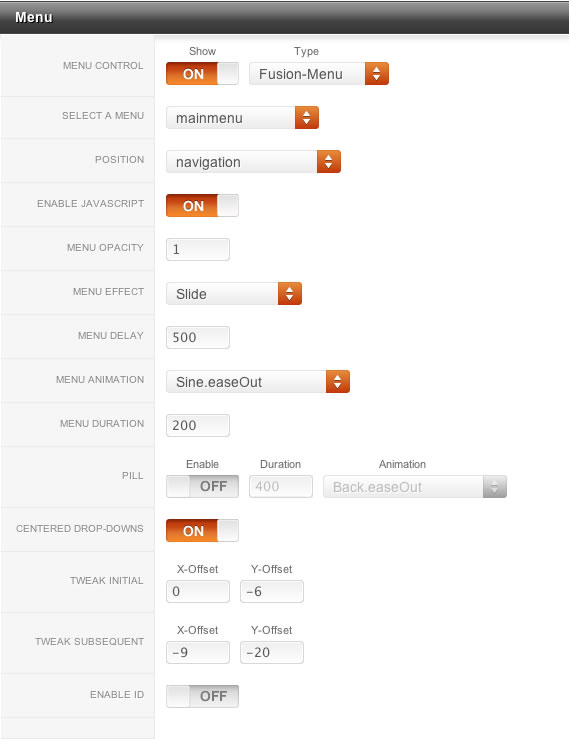 Menu
Show Type
MENU CONTROL ON Fusion-Menu
SELECT A MENU mainmenu
POSITION navigation
ENABLE JAVASCRIPT ON
MENU OPACITY 1
MENU EFFECT Slide
MENU DELAY 500
MENU ANIMATION Sine.easeOut
MENU DURATION 200
Enable Duration Animation
PILL OFF 400 Back.easeOut
CENTERED DROP-DOWNS ON
X-Offset Y-Offset
TWEAK INITIAL 0 -6
X-Offset Y-Offset
TWEAK SUBSEQUENT -9 -20
ENABLE ID OFF